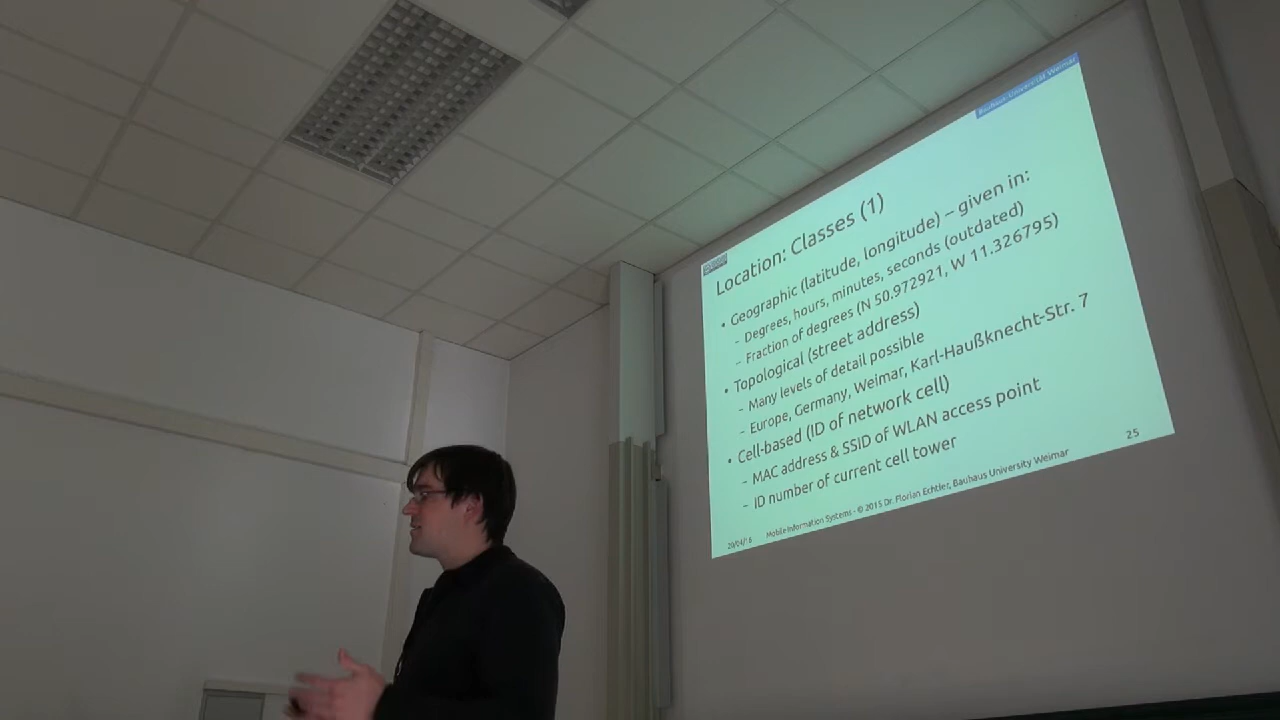 Bauhaus-Universität Weimar
Location: Classes (1)
• Geographic (latitude, longitude) – given in:
– Degrees, hours, minutes, seconds (outdated)
– Fraction of degrees (N 50.972921, W 11.326795)
• Topological (street address)
– Many levels of detail possible
– Europe, Germany, Weimar, Karl-Haußknecht-Str. 7
• Cell-based (ID of network cell)
– MAC address & SSID of WLAN access point
– ID number of current cell tower
20/04/16 Mobile Information Systems - © 2015 Dr. Florian Echtler, Bauhaus University Weimar 25